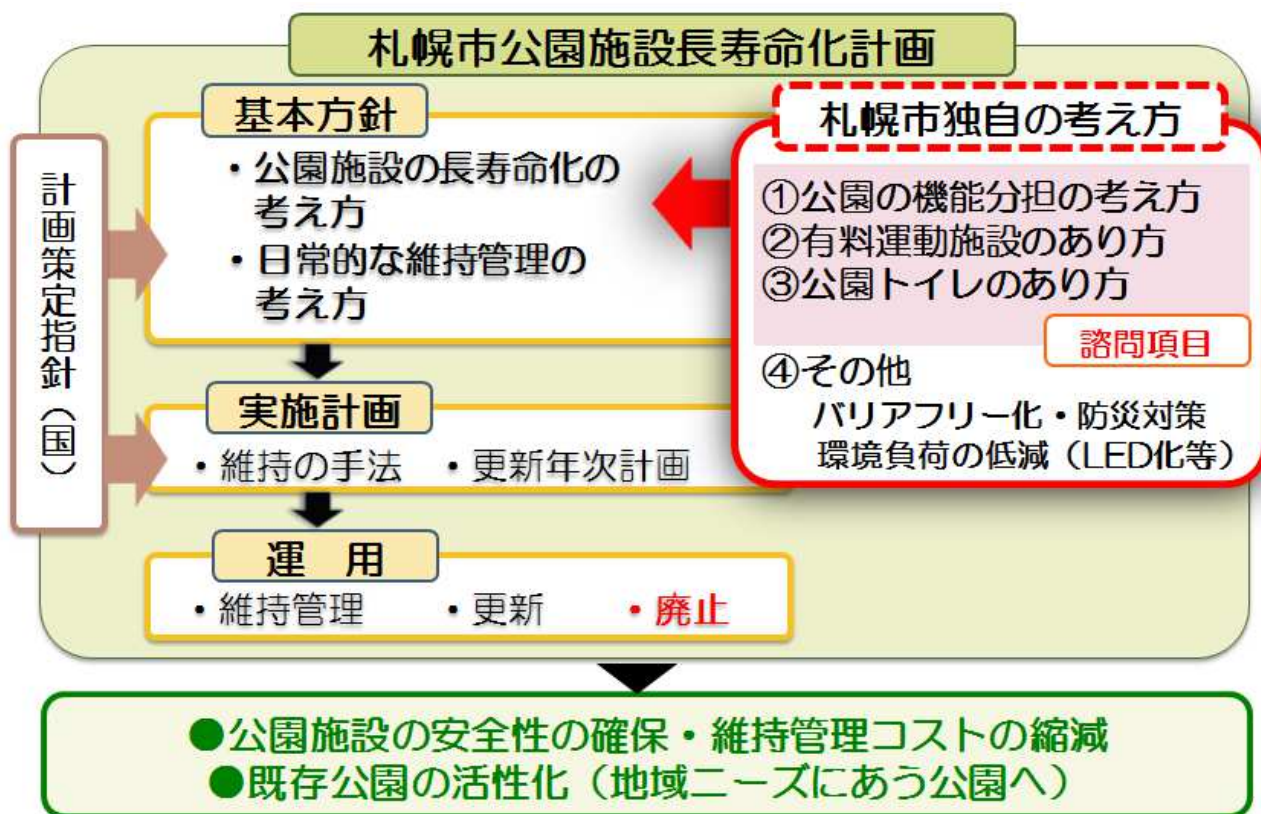 札幌市公園施設長寿命化計画
計画策定指針（国）
基本方針
・公園施設の長寿命化の
考え方
・日常的な維持管理の
考え方
札幌市独自の考え方
①公園の機能分担の考え方
②有料運動施設のあり方
③公園トイレのあり方
諮問項目
④その他
バリアフリー化・防災対策
環境負荷の低減（LED化等）
実施計画
・維持の手法　・更新年次計画
運　用
・維持管理　・更新　・廃止
●公園施設の安全性の確保・維持管理コストの縮減
●既存公園の活性化（地域ニーズにあう公園へ）